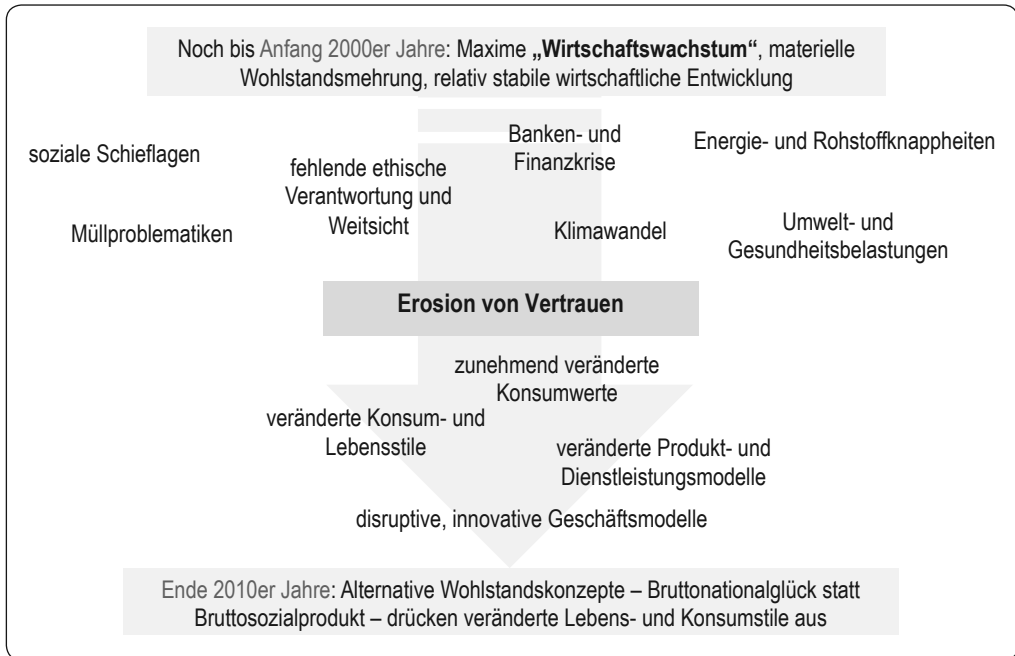 Noch bis Anfang 2000er Jahre: Maxime „Wirtschaftswachstum“, materielle
Wohlstandsmehrung, relativ stabile wirtschaftliche Entwicklung
soziale Schieflagen
fehlende ethische
Verantwortung und
Weitsicht
Banken- und
Finanzkrise
Energie- und Rohstoffknappheiten
Müllproblematiken
Klimawandel
Umwelt- und
Gesundheitsbelastungen
Erosion von Vertrauen
zunehmend veränderte
Konsumwerte
veränderte Konsum- und
Lebensstile
veränderte Produkt- und
Dienstleistungsmodelle
disruptive, innovative Geschäftsmodelle
Ende 2010er Jahre: Alternative Wohlstandskonzepte – Bruttonationalglück statt
Bruttosozialprodukt – drücken veränderte Lebens- und Konsumstile aus